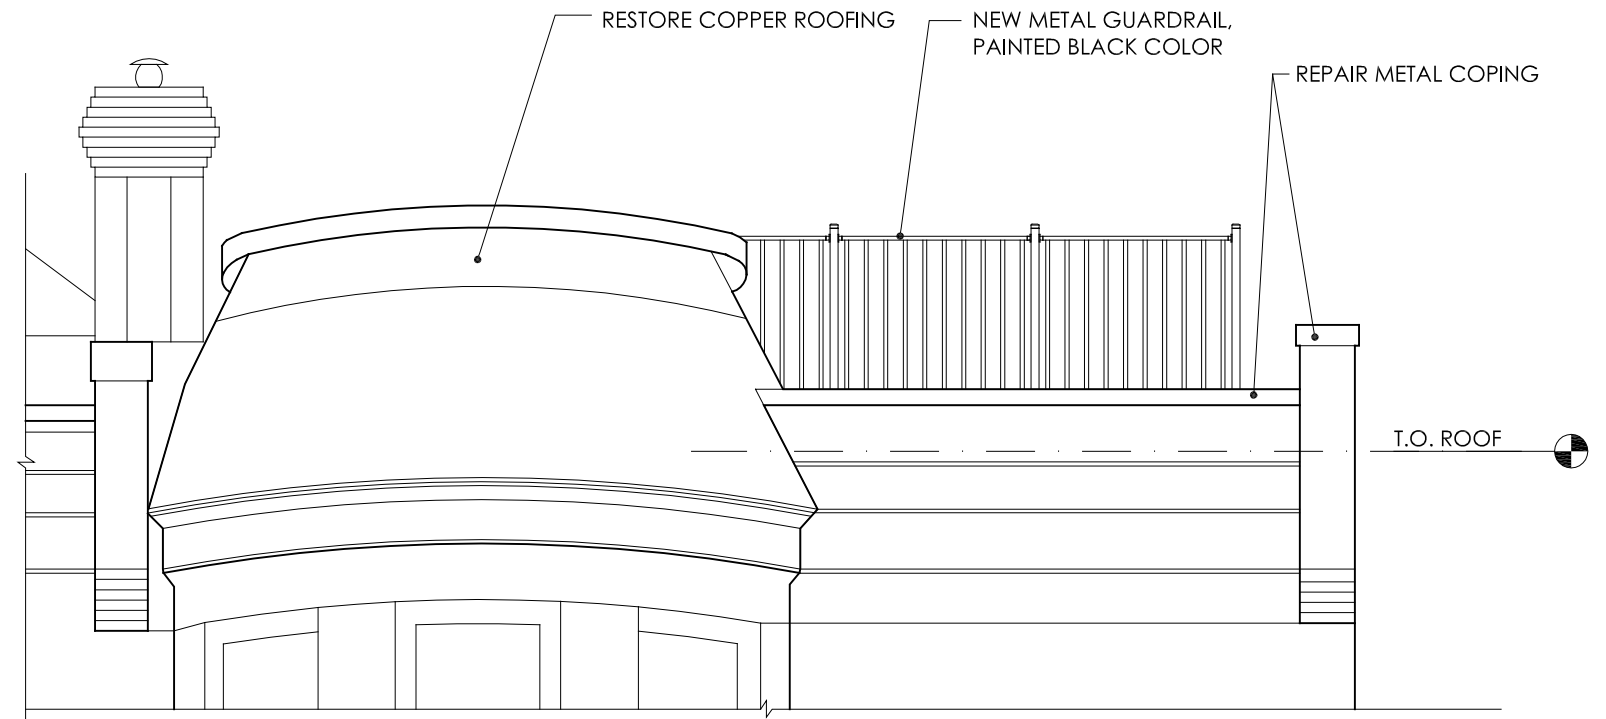 RESTORE COPPER ROOFING
NEW METAL GUARDRAIL,
PAINTED BLACK COLOR
REPAIR METAL COPING
T.O. ROOF